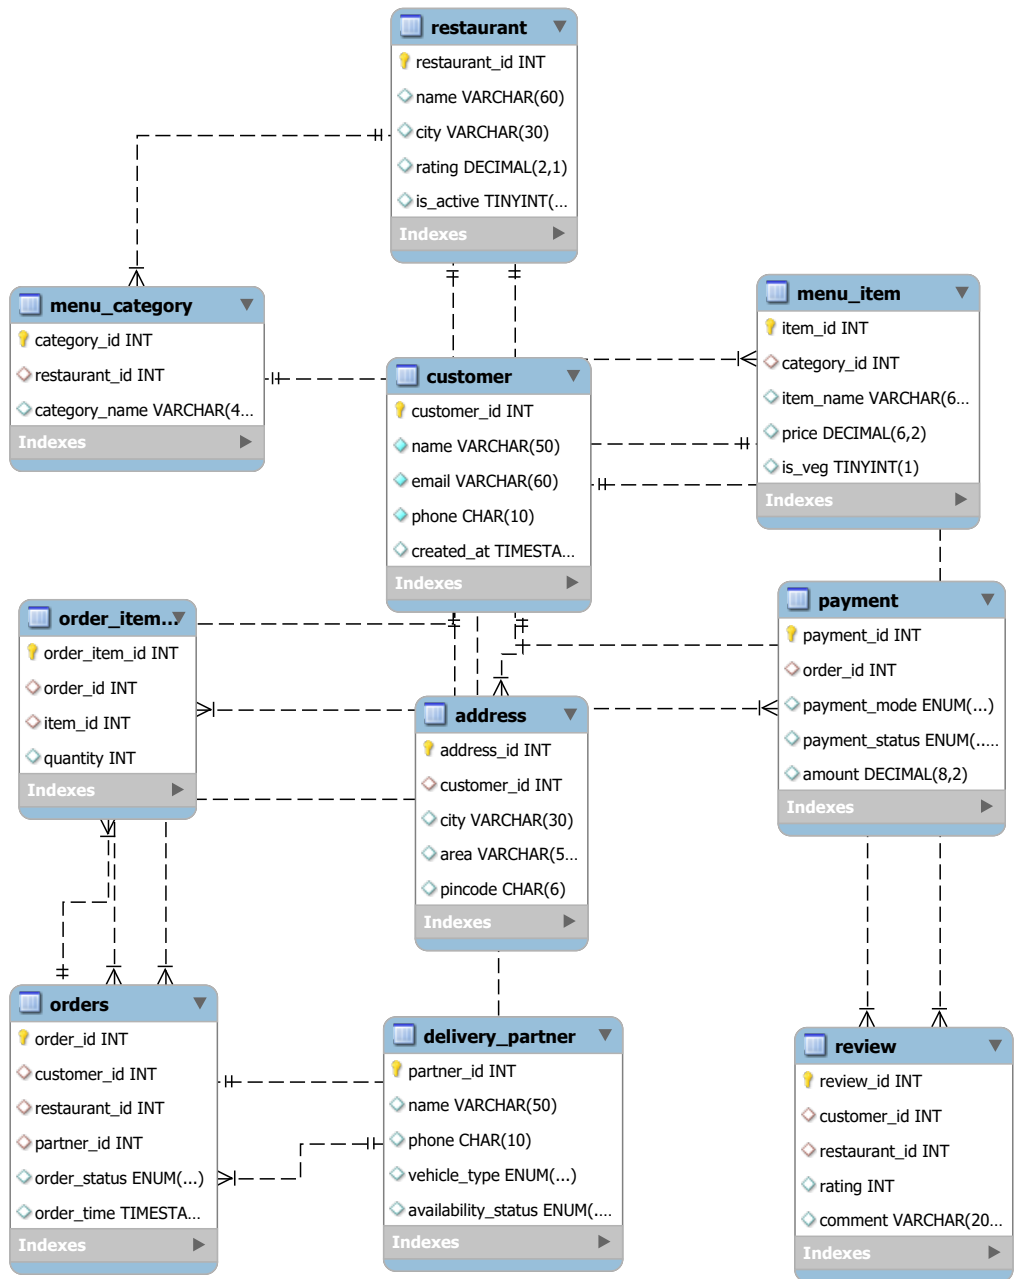 restaurant
restaurant_id INT
name VARCHAR(60)
city VARCHAR(30)
rating DECIMAL(2,1)
is_active TINYINT(...
Indexes
menu_category
category_id INT
restaurant_id INT
category_name VARCHAR(4...
Indexes
menu_item
item_id INT
category_id INT
item_name VARCHAR(6...
price DECIMAL(6,2)
is_veg TINYINT(1)
Indexes
customer
customer_id INT
name VARCHAR(50)
email VARCHAR(60)
phone CHAR(10)
created_at TIMESTA...
Indexes
order_item...
order_item_id INT
order_id INT
item_id INT
quantity INT
Indexes
payment
payment_id INT
order_id INT
payment_mode ENUM(...)
payment_status ENUM(.....
amount DECIMAL(8,2)
Indexes
address
address_id INT
customer_id INT
city VARCHAR(30)
area VARCHAR(5...
pincode CHAR(6)
Indexes
orders
order_id INT
customer_id INT
restaurant_id INT
partner_id INT
order_status ENUM(...)
order_time TIMESTA...
Indexes
delivery_partner
partner_id INT
name VARCHAR(50)
phone CHAR(10)
vehicle_type ENUM(...)
availability_status ENUM(....
Indexes
review
review_id INT
customer_id INT
restaurant_id INT
rating INT
comment VARCHAR(20...
Indexes